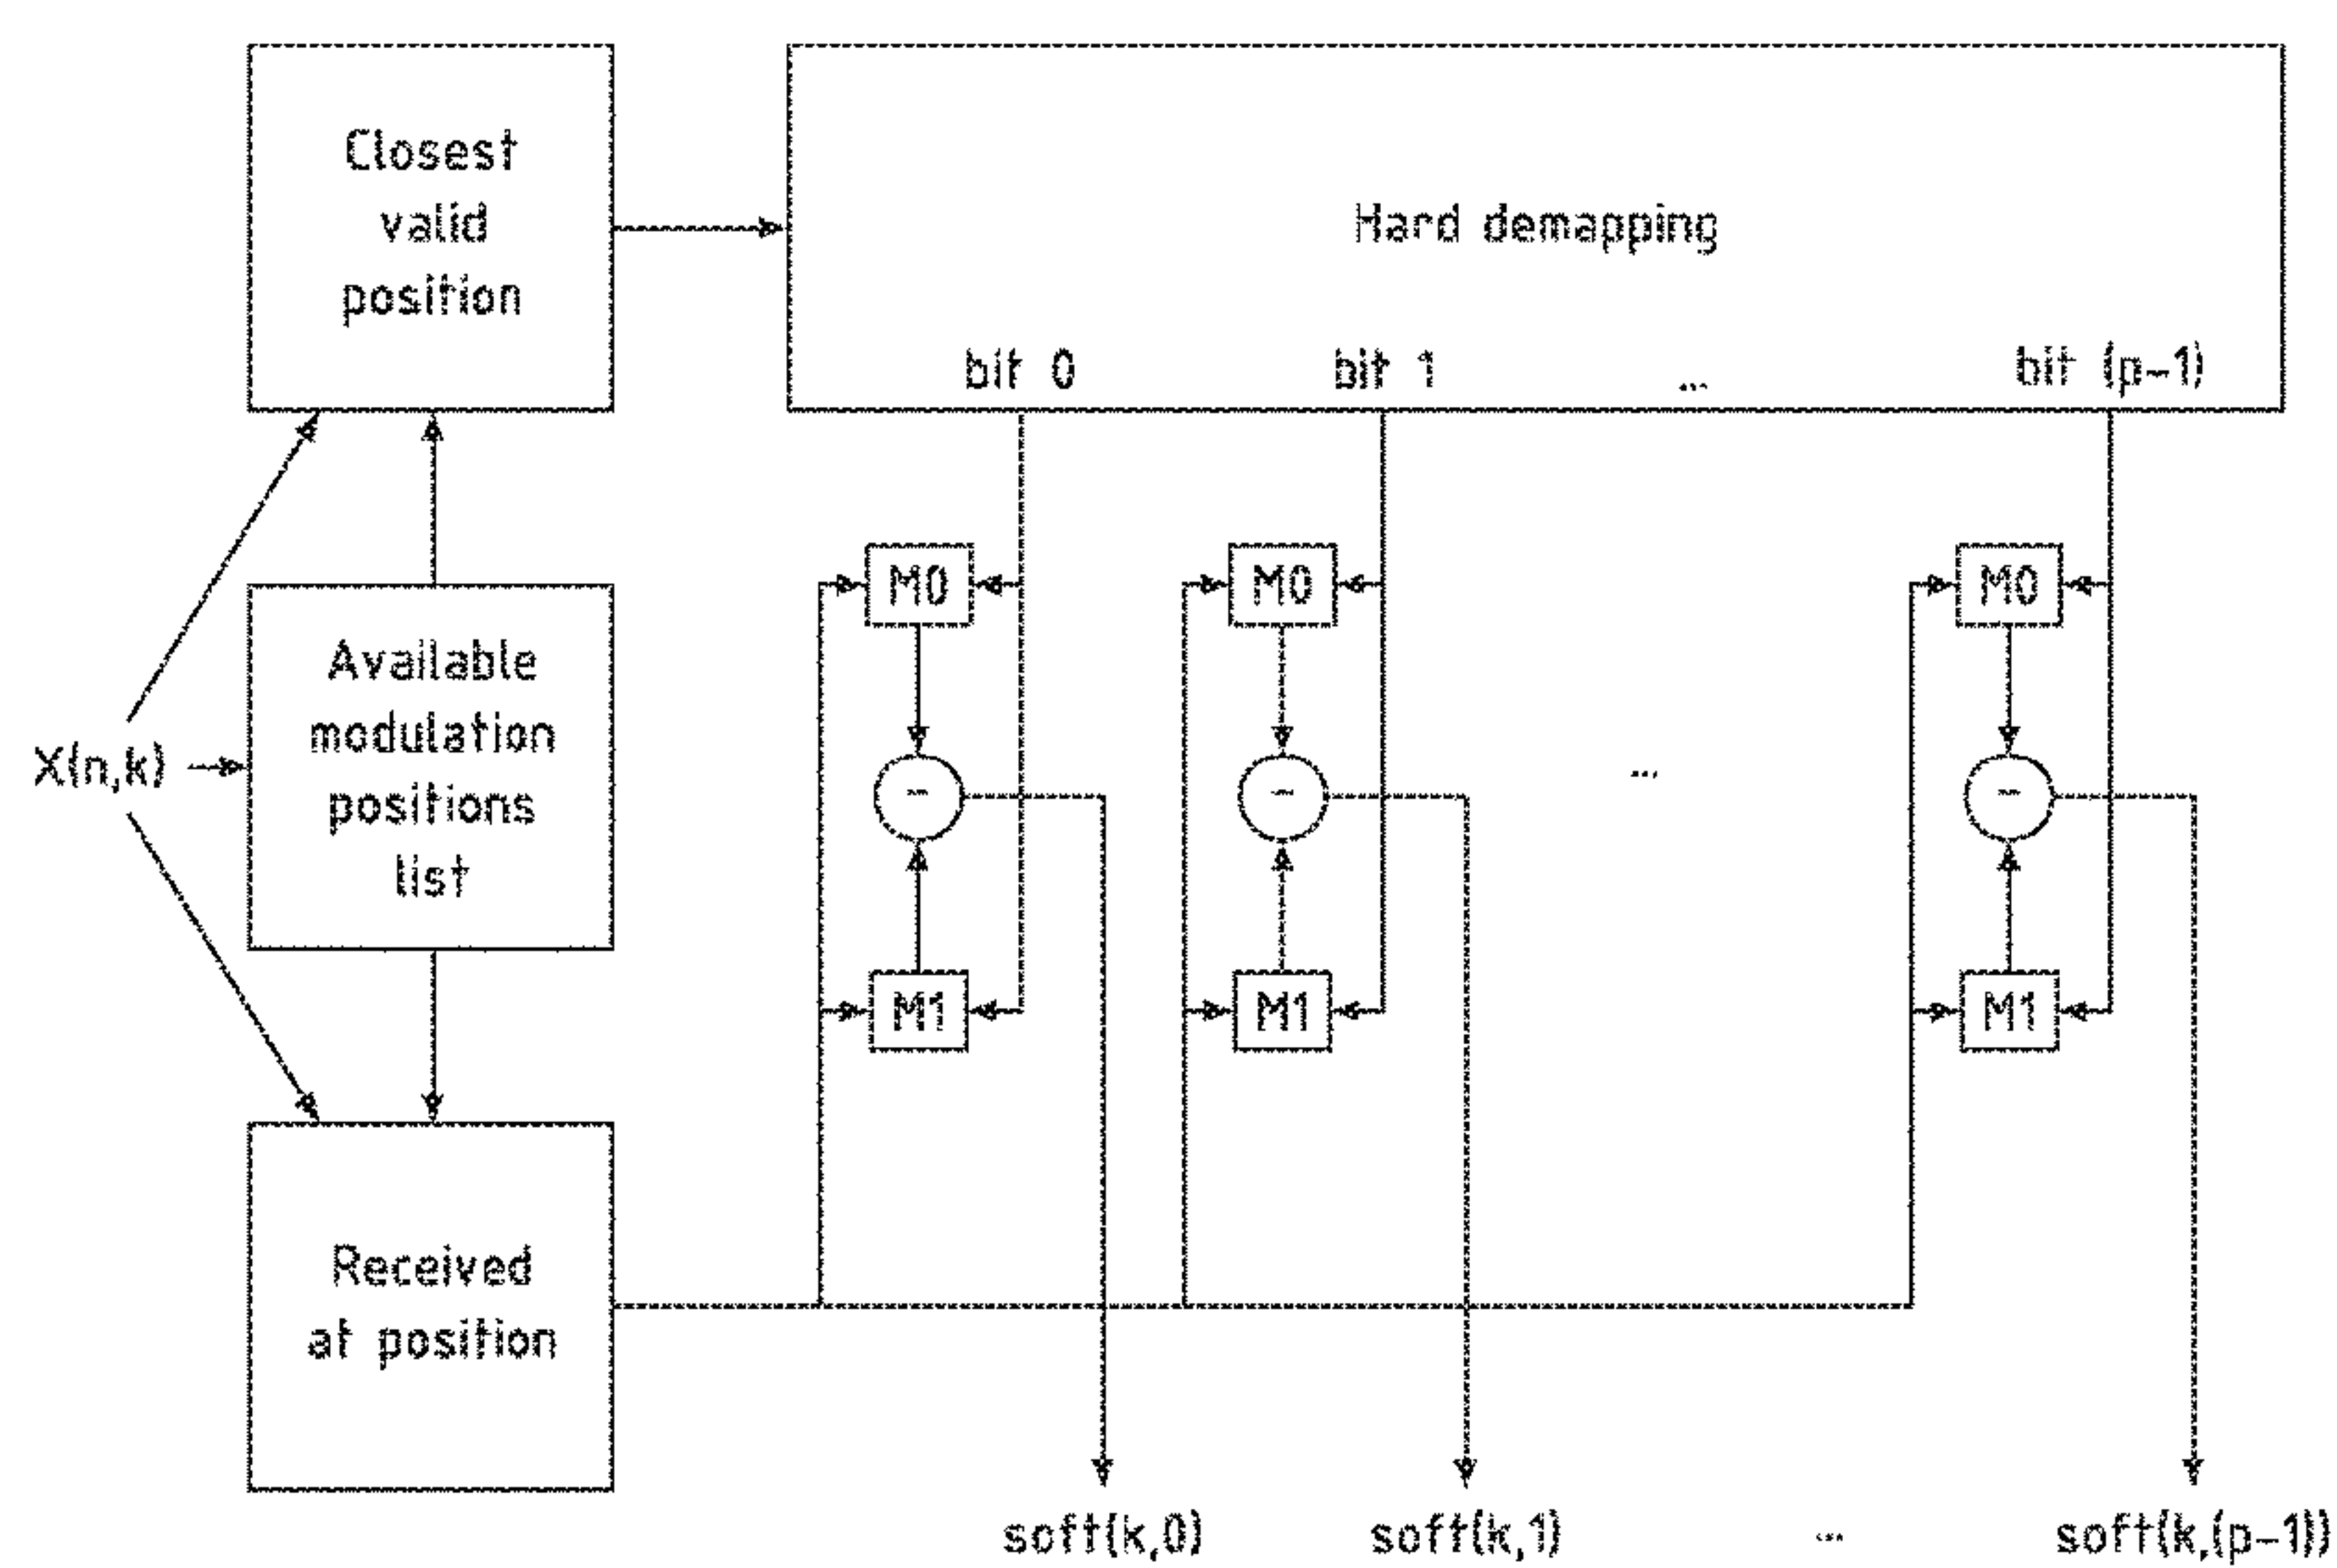 Closest
valid
position
Hard demapping
bit 0
bit 1
...
bit (p-1)
X(n,k)
Available
modulation
positions
list
M0
M0
M0
-
-
...
-
M1
M1
M1
Received
at position
soft(k,0)
soft(k,1)
...
soft(k,(p-1))